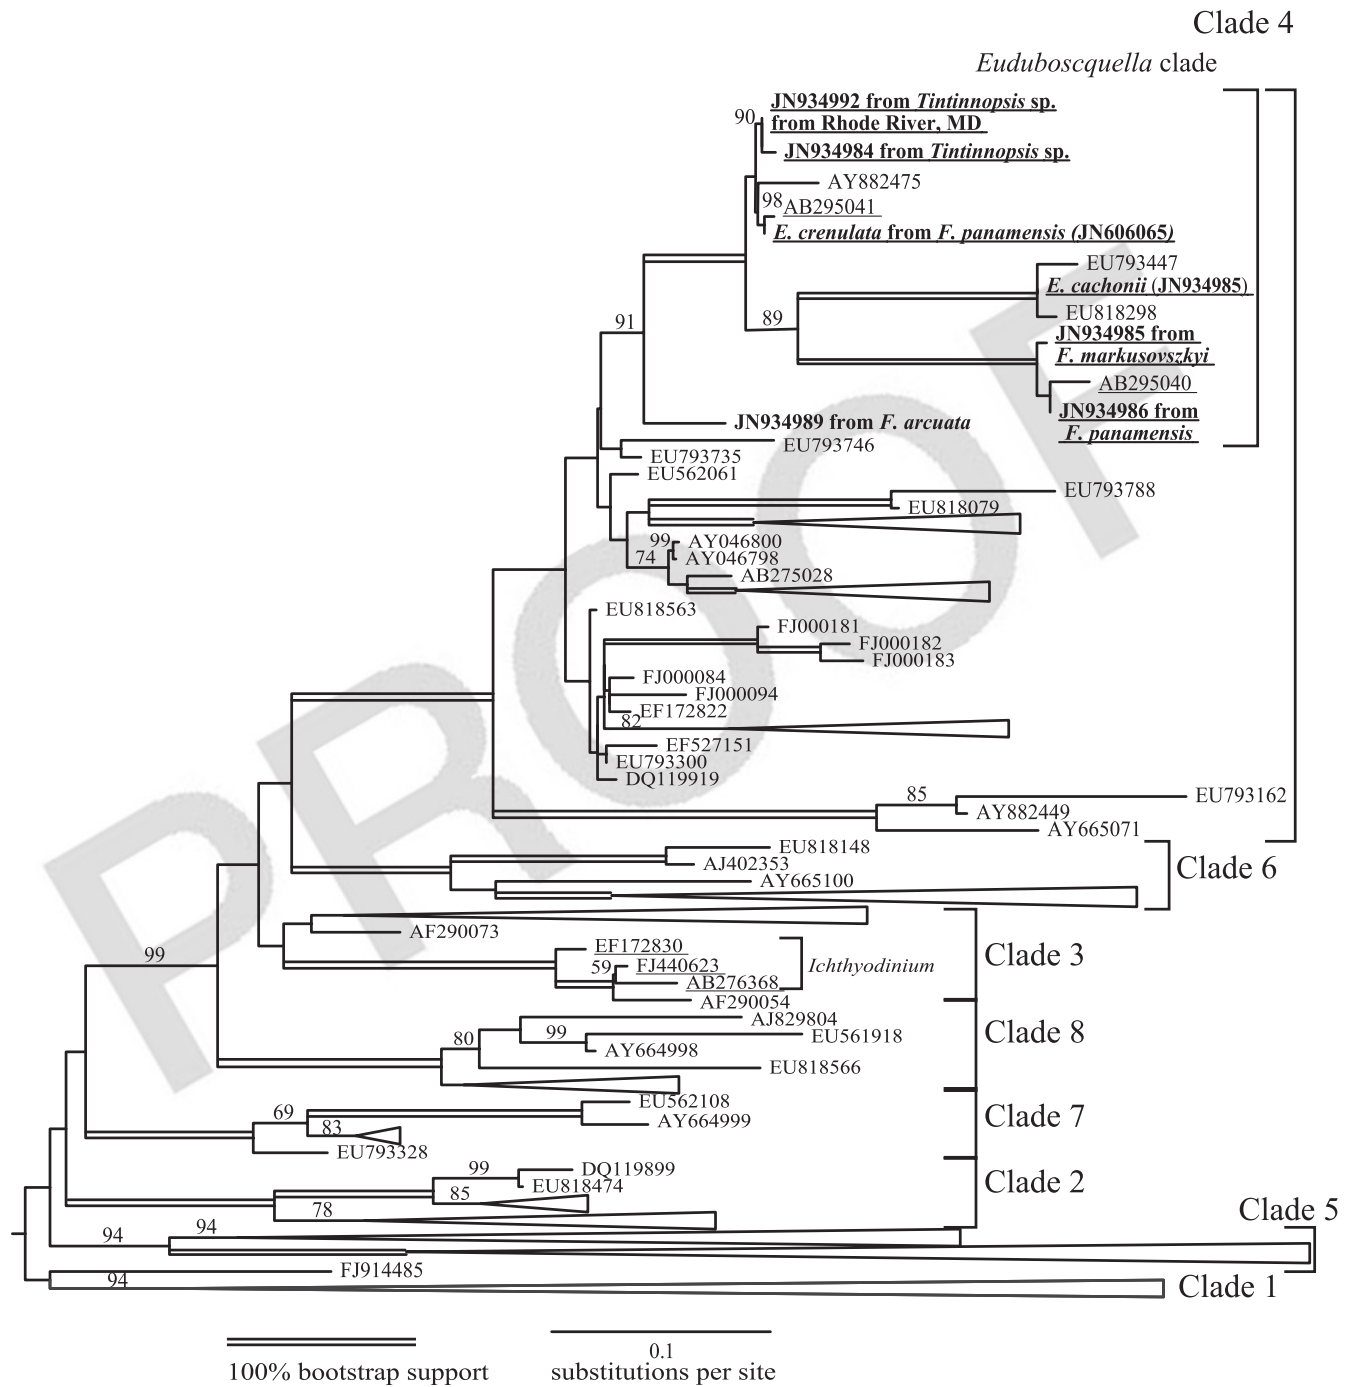 Clade 4
Euduboscquella clade
JN934992 from Tintinnopsis sp.
from Rhode River, MD
90
JN934984 from Tintinnopsis sp.
AY882475
98
AB295041
E. crenulata from F. panamensis (JN606065)
EU793447
E. cachonii (JN934985)
EU818298
91
89
JN934985 from
F. markusovszkyi
AB295040
JN934986 from
F. panamensis
JN934989 from F. arcuata
EU793746
EU793735
EU562061
EU793788
EU818079
99
AY046800
74
AY046798
AB275028
EU818563
FJ000181
FJ000182
FJ000183
FJ000084
FJ000094
EF172822
82
EF527151
EU793300
DQ119919
85
EU793162
AY882449
AY665071
EU818148
AJ402353
AY665100
Clade 6
AF290073
99
EF172830
59
FJ440623
AB276368
Ichthyodinium
AF290054
Clade 3
AJ829804
80
99
EU561918
AY664998
EU818566
Clade 8
EU562108
69
AY664999
83
EU793328
Clade 7
99
DQ119899
EU818474
85
78
Clade 2
94
94
Clade 5
FJ914485
94
Clade 1
100% bootstrap support
0.1
substitutions per site
PROOF